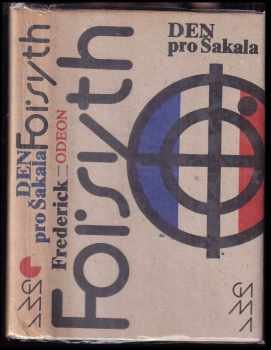 DEN
pro Šakala
Forsyth
Frederick
ODEON
DEN
pro Šakala
Forsyth